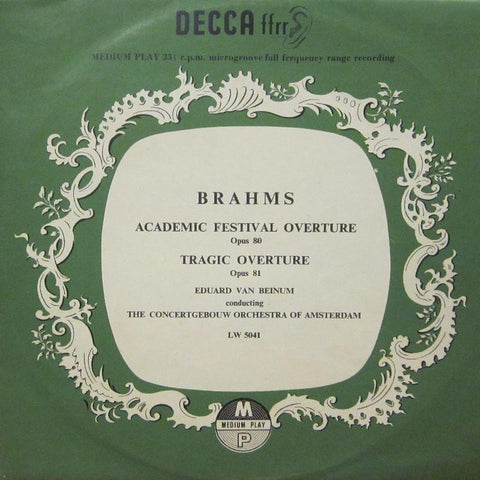 DECCA ffrr
MEDIUM PLAY 33⅓ r.p.m. microgroove full frequency range recording
BRAHMS
ACADEMIC FESTIVAL OVERTURE
Opus 80
TRAGIC OVERTURE
Opus 81
EDUARD VAN BEINUM
conducting
THE CONCERTGEBOUW ORCHESTRA OF AMSTERDAM
LW 5041
M
MEDIUM PLAY
P